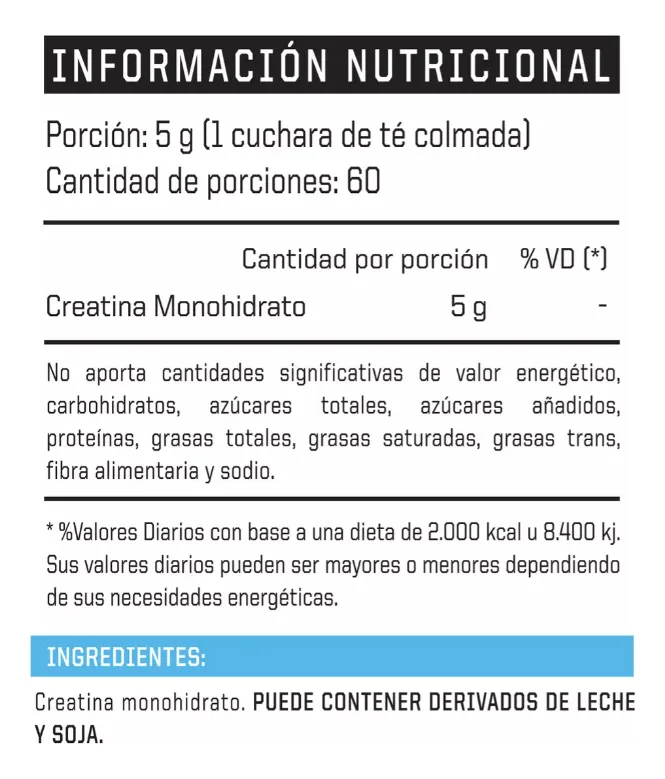 INFORMACIÓN NUTRICIONAL
Porción: 5 g (1 cuchara de té colmada)
Cantidad de porciones: 60
Cantidad por porción % VD (*)
Creatina Monohidrato 5 g -
No aporta cantidades significativas de valor energético,
carbohidratos, azúcares totales, azúcares añadidos,
proteínas, grasas totales, grasas saturadas, grasas trans,
fibra alimentaria y sodio.
* %Valores Diarios con base a una dieta de 2.000 kcal u 8.400 kj.
Sus valores diarios pueden ser mayores o menores dependiendo
de sus necesidades energéticas.
INGREDIENTES:
Creatina monohidrato. PUEDE CONTENER DERIVADOS DE LECHE
Y SOJA.